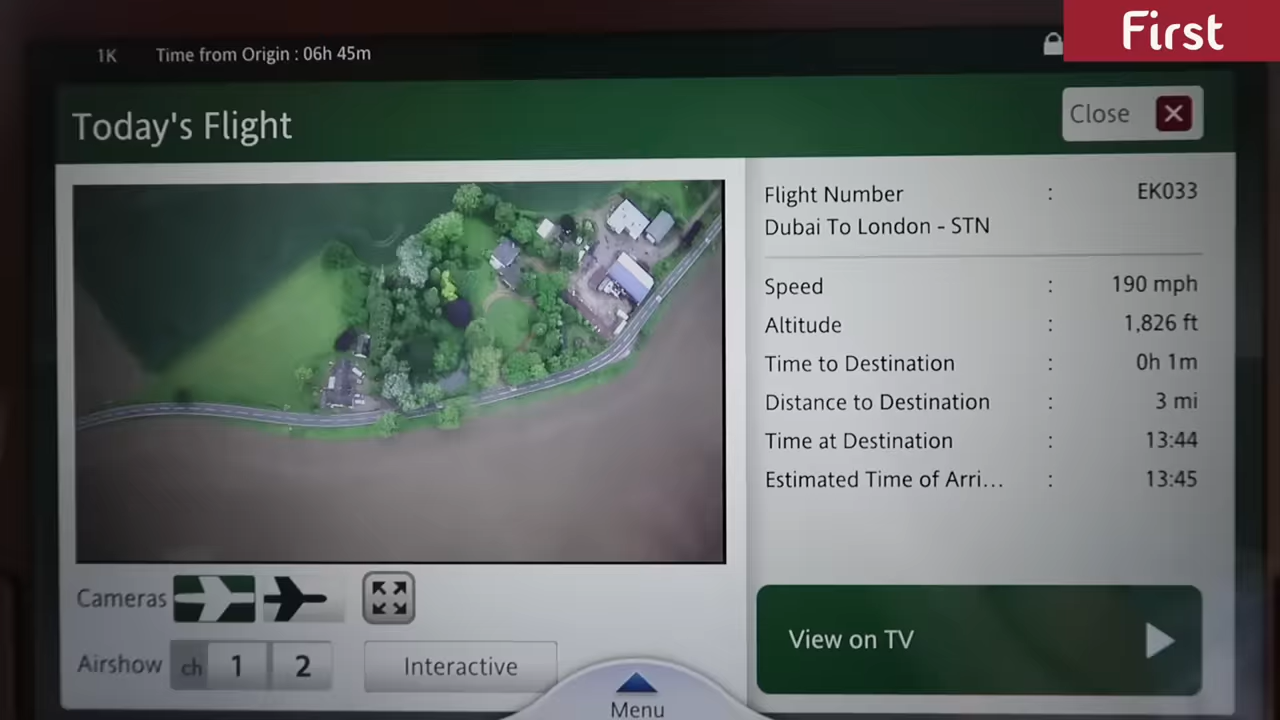 First
1K Time from Origin : 06h 45m
Today's Flight
Close
Flight Number : EK033
Dubai To London - STN
Speed : 190 mph
Altitude : 1,826 ft
Time to Destination : 0h 1m
Distance to Destination : 3 mi
Time at Destination : 13:44
Estimated Time of Arri... : 13:45
Cameras
Airshow ch 1 2 Interactive
View on TV
Menu